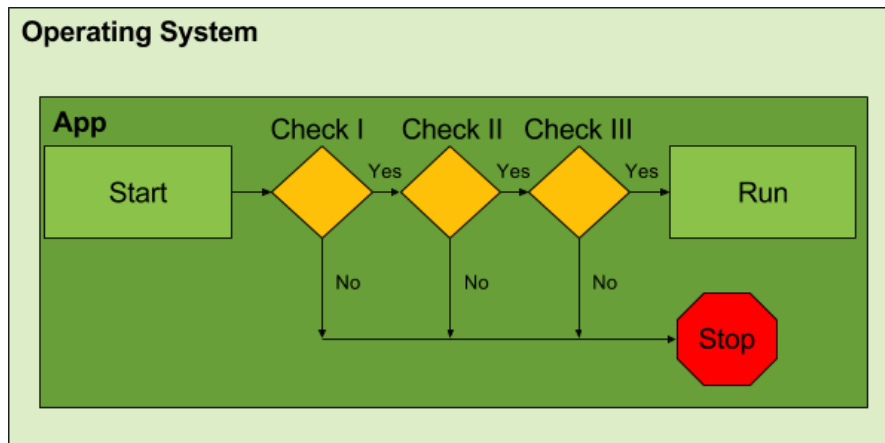 Operating System
App
Check I
Check II
Check III
Start
Yes
Yes
Yes
Run
No
No
No
Stop